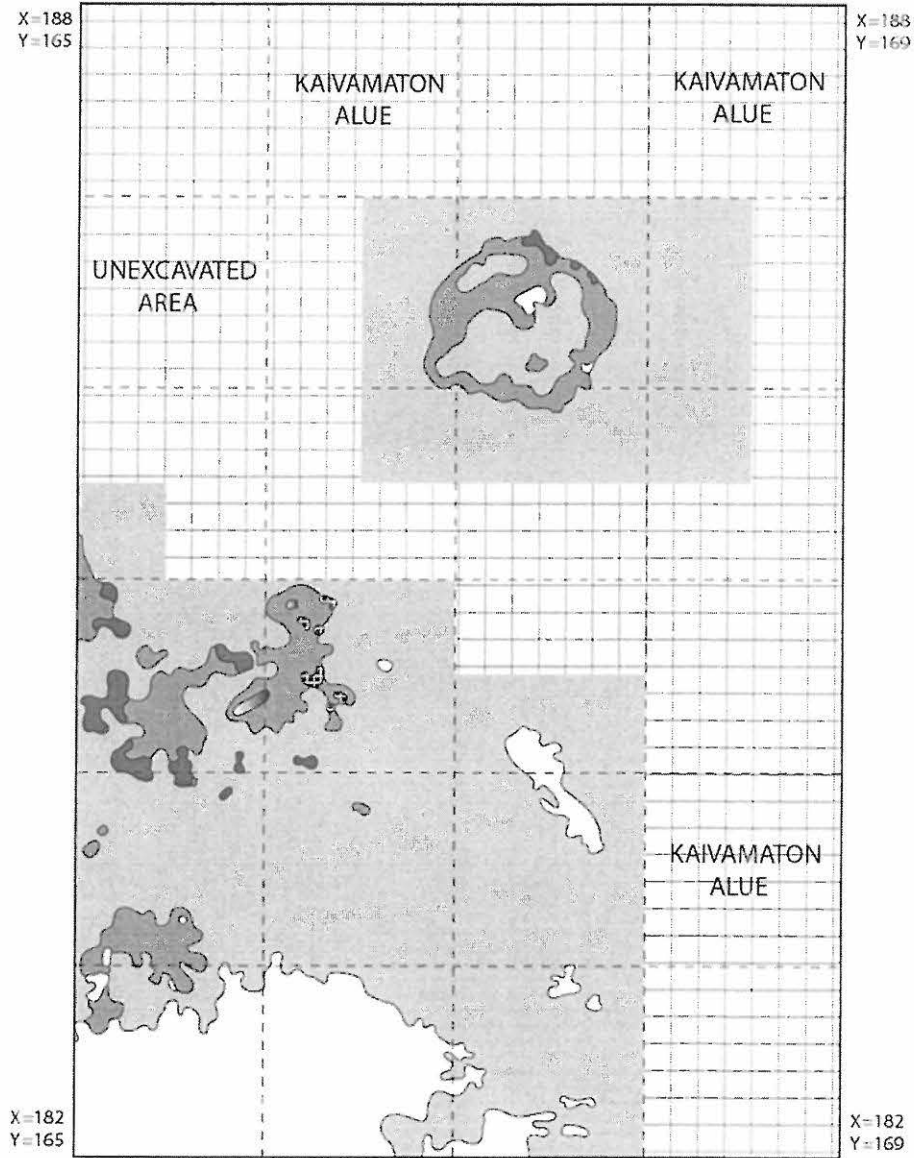 X=188
Y=165
X=188
Y=169
KAIVAMATON
ALUE
KAIVAMATON
ALUE
UNEXCAVATED
AREA
KAIVAMATON
ALUE
X=182
Y=165
X=182
Y=169